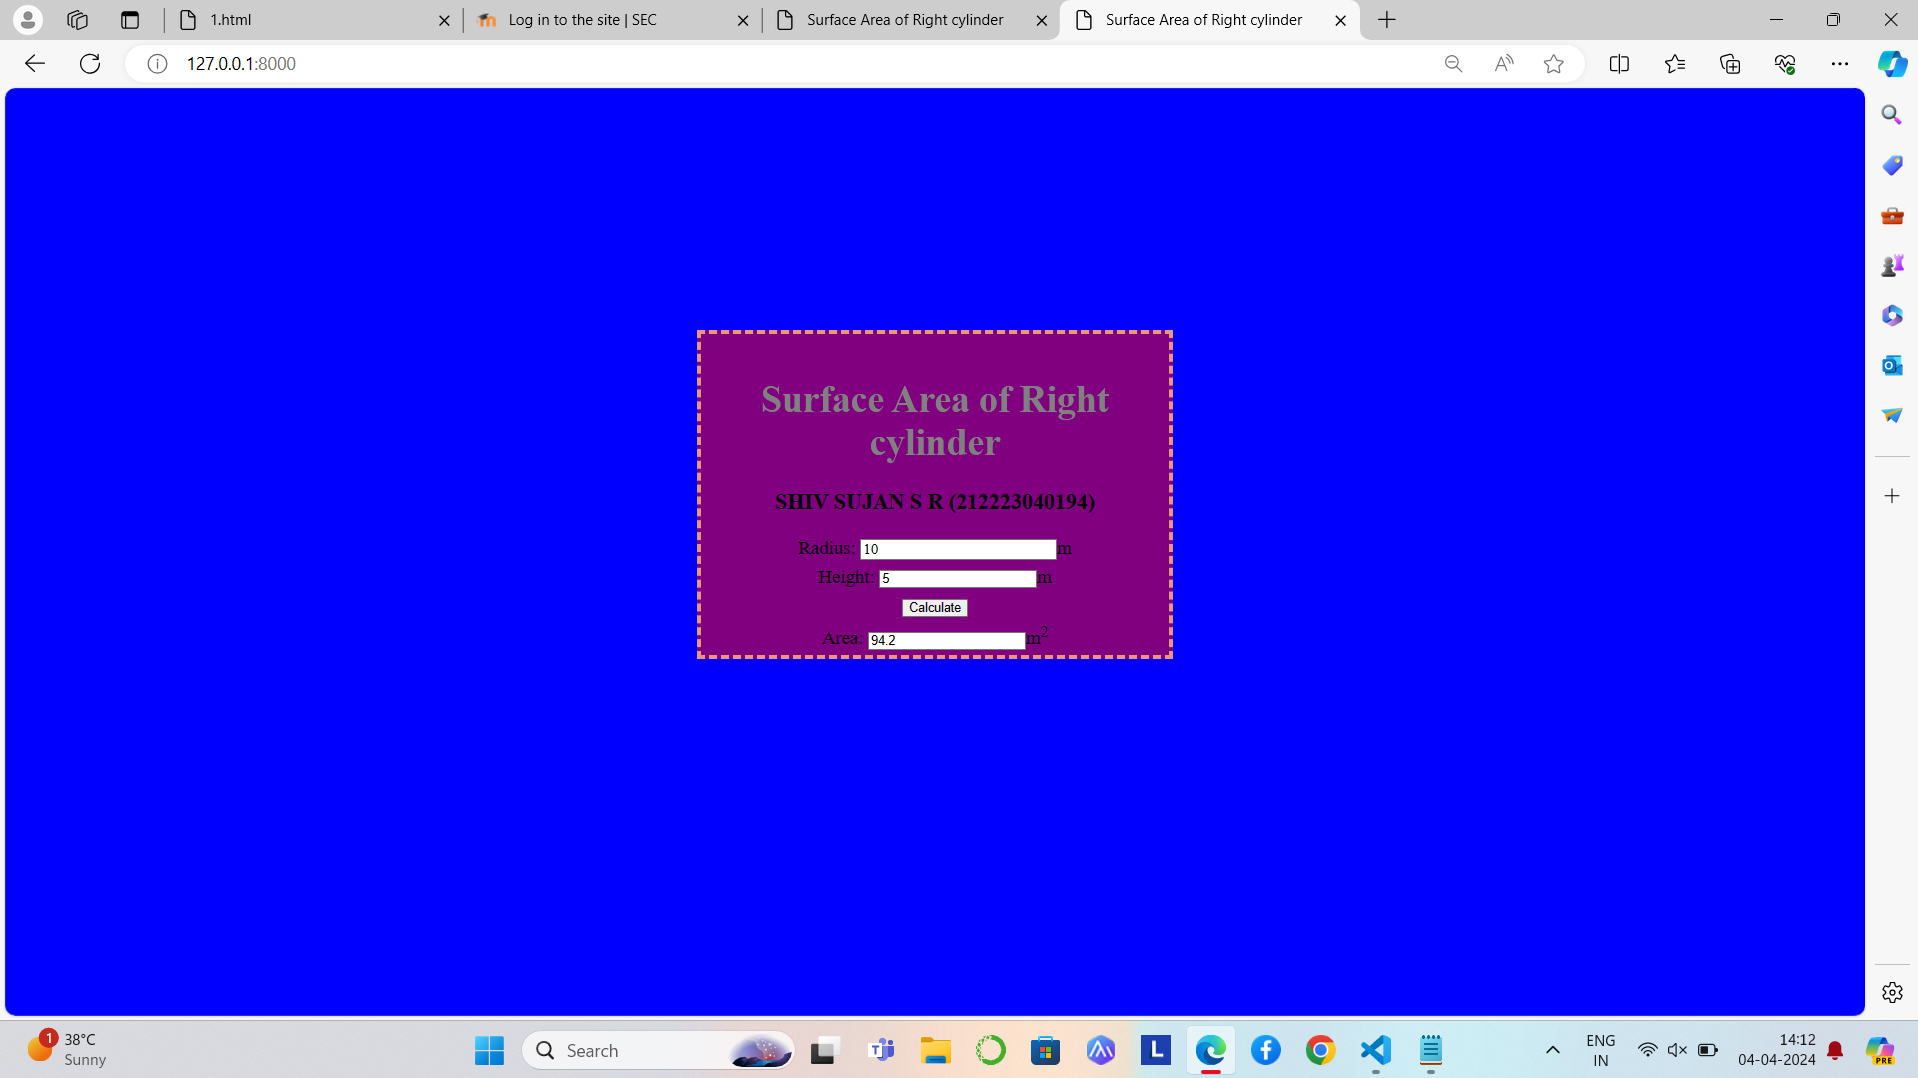 1.html
Log in to the site | SEC
Surface Area of Right cylinder
Surface Area of Right cylinder
127.0.0.1:8000
Surface Area of Right
cylinder
SHIV SUJAN S R (212223040194)
Radius: 10 m
Height: 5 m
Calculate
Area: 94.2 m2
1
38°C
Sunny
Search
L
ENG
IN
14:12
04-04-2024
PRE